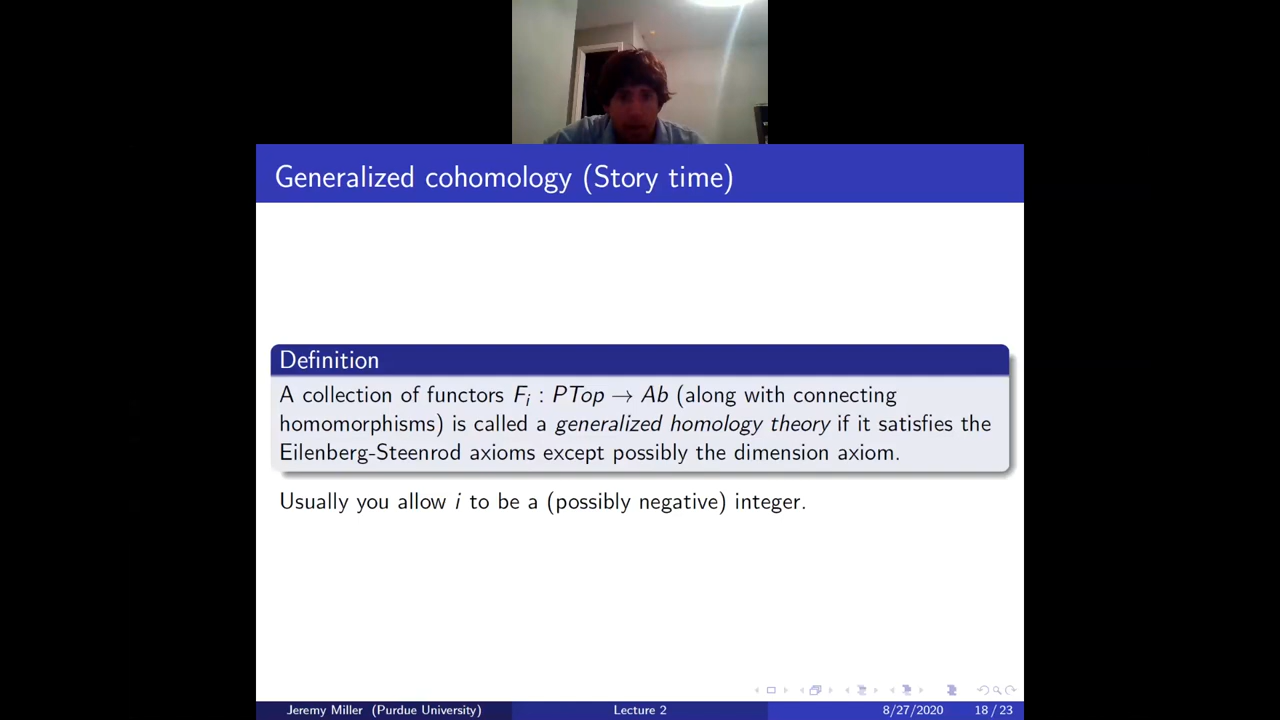 Generalized cohomology (Story time)
Definition
A collection of functors Fᵢ : PTop → Ab (along with connecting
homomorphisms) is called a generalized homology theory if it satisfies the
Eilenberg-Steenrod axioms except possibly the dimension axiom.
Usually you allow i to be a (possibly negative) integer.
Jeremy Miller (Purdue University) Lecture 2 8/27/2020 18 / 23